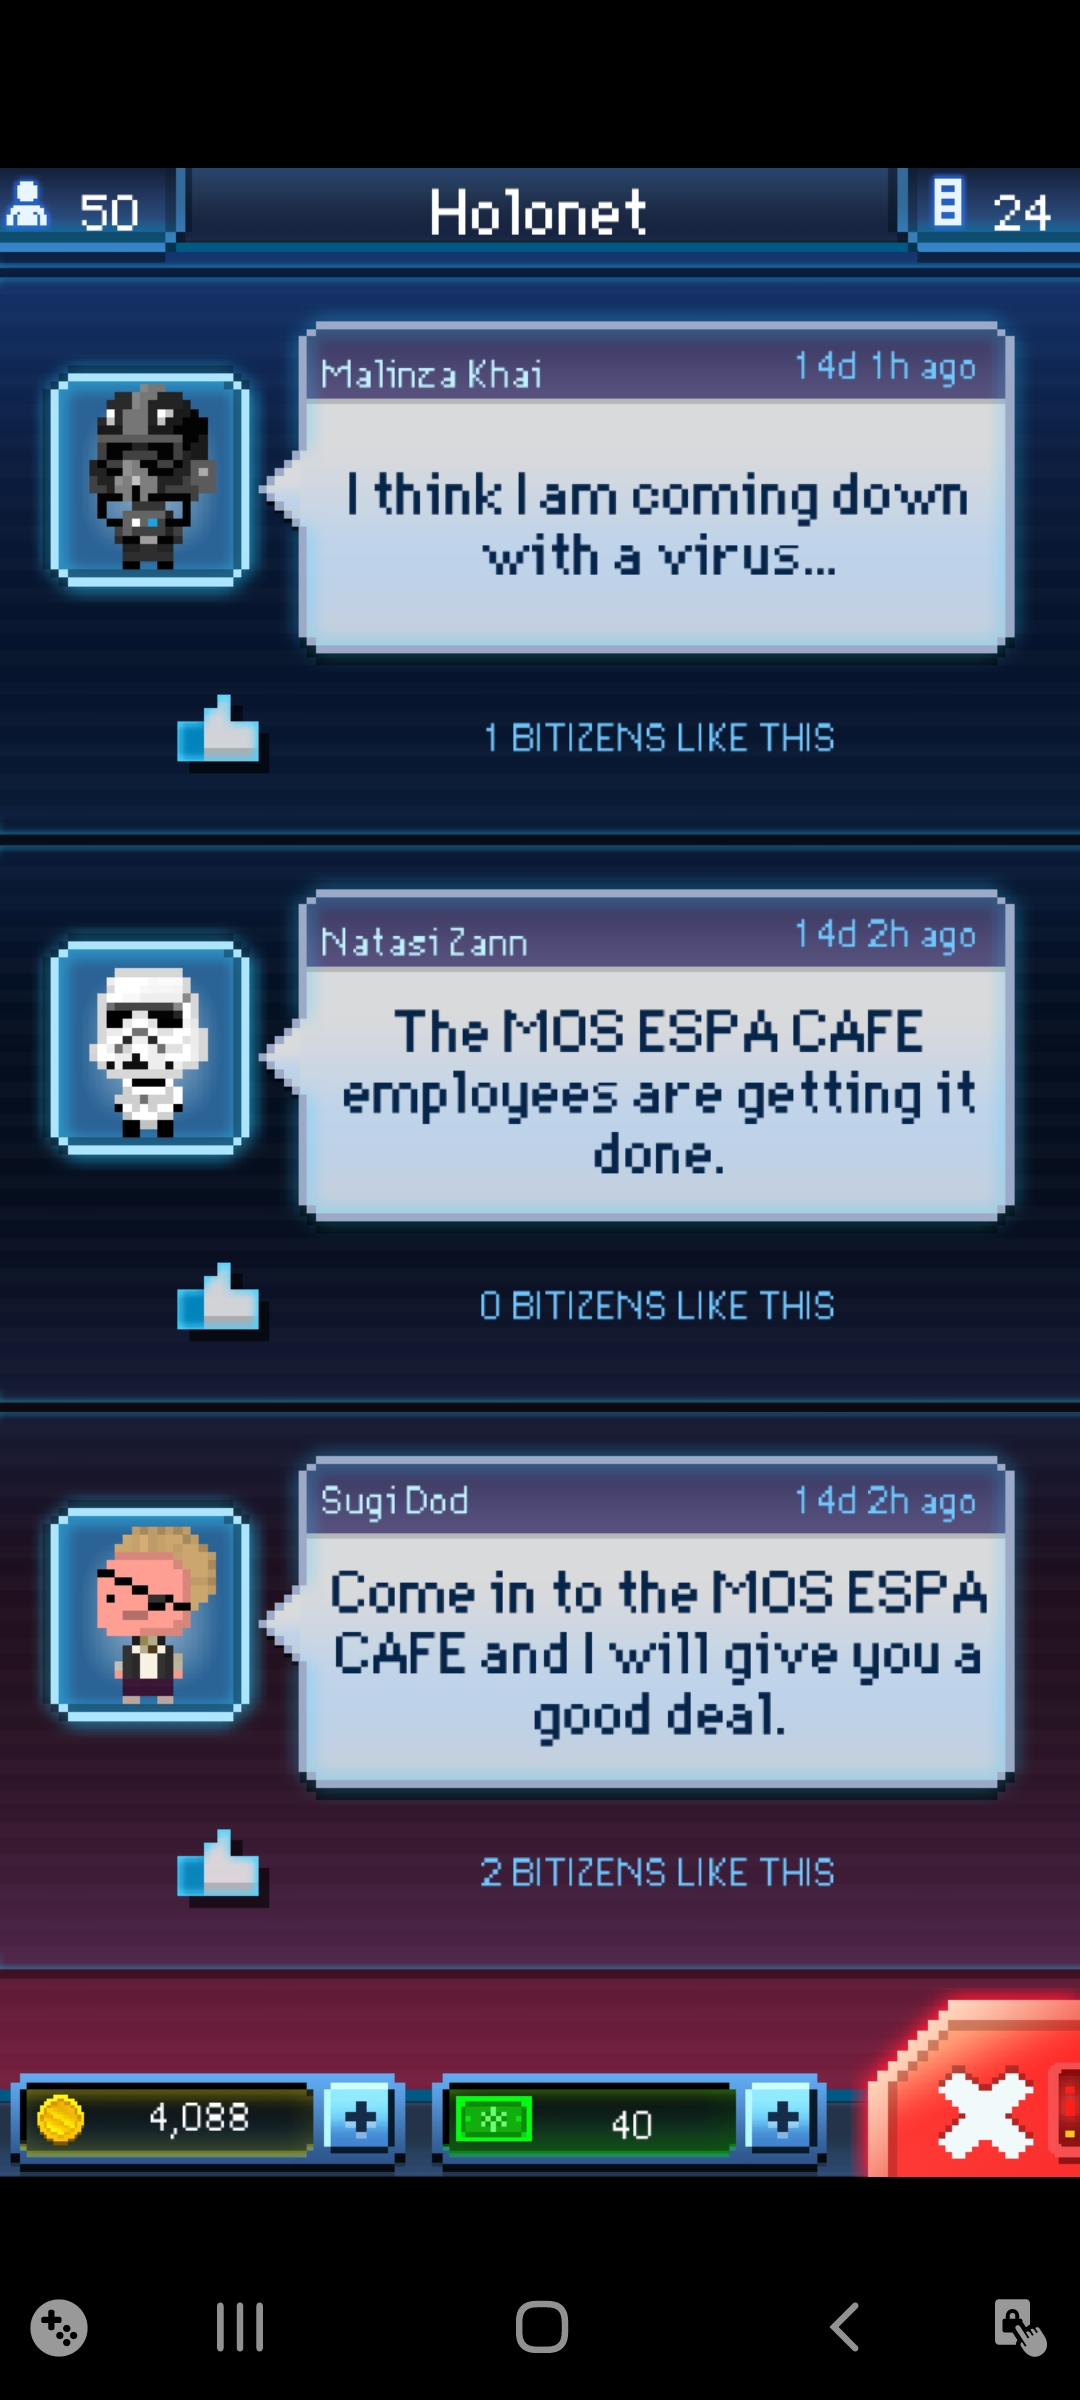 50 Holonet 24
Malinza Khai 14d 1h ago
I think I am coming down
with a virus...
1 BITIZENS LIKE THIS
Natasi Zann 14d 2h ago
The MOS ESPA CAFE
employees are getting it
done.
0 BITIZENS LIKE THIS
Sugi Dod 14d 2h ago
Come in to the MOS ESPA
CAFE and I will give you a
good deal.
2 BITIZENS LIKE THIS
4,088 40